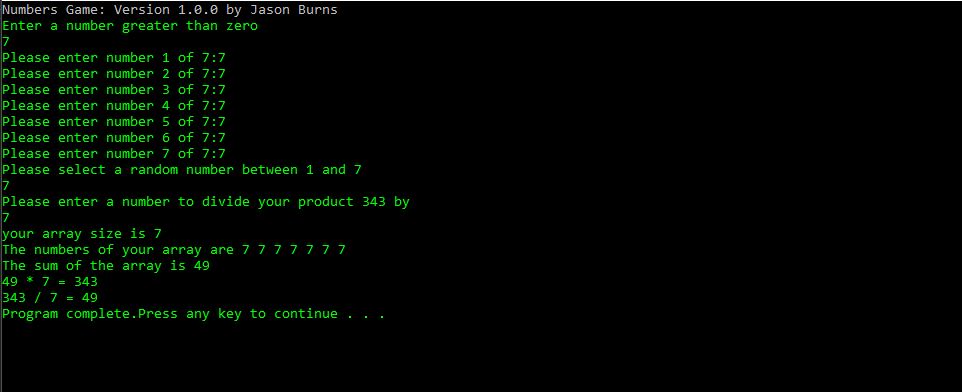 Numbers Game: Version 1.0.0 by Jason Burns
Enter a number greater than zero
7
Please enter number 1 of 7:7
Please enter number 2 of 7:7
Please enter number 3 of 7:7
Please enter number 4 of 7:7
Please enter number 5 of 7:7
Please enter number 6 of 7:7
Please enter number 7 of 7:7
Please select a random number between 1 and 7
7
Please enter a number to divide your product 343 by
7
your array size is 7
The numbers of your array are 7 7 7 7 7 7 7
The sum of the array is 49
49 * 7 = 343
343 / 7 = 49
Program complete.Press any key to continue . . .